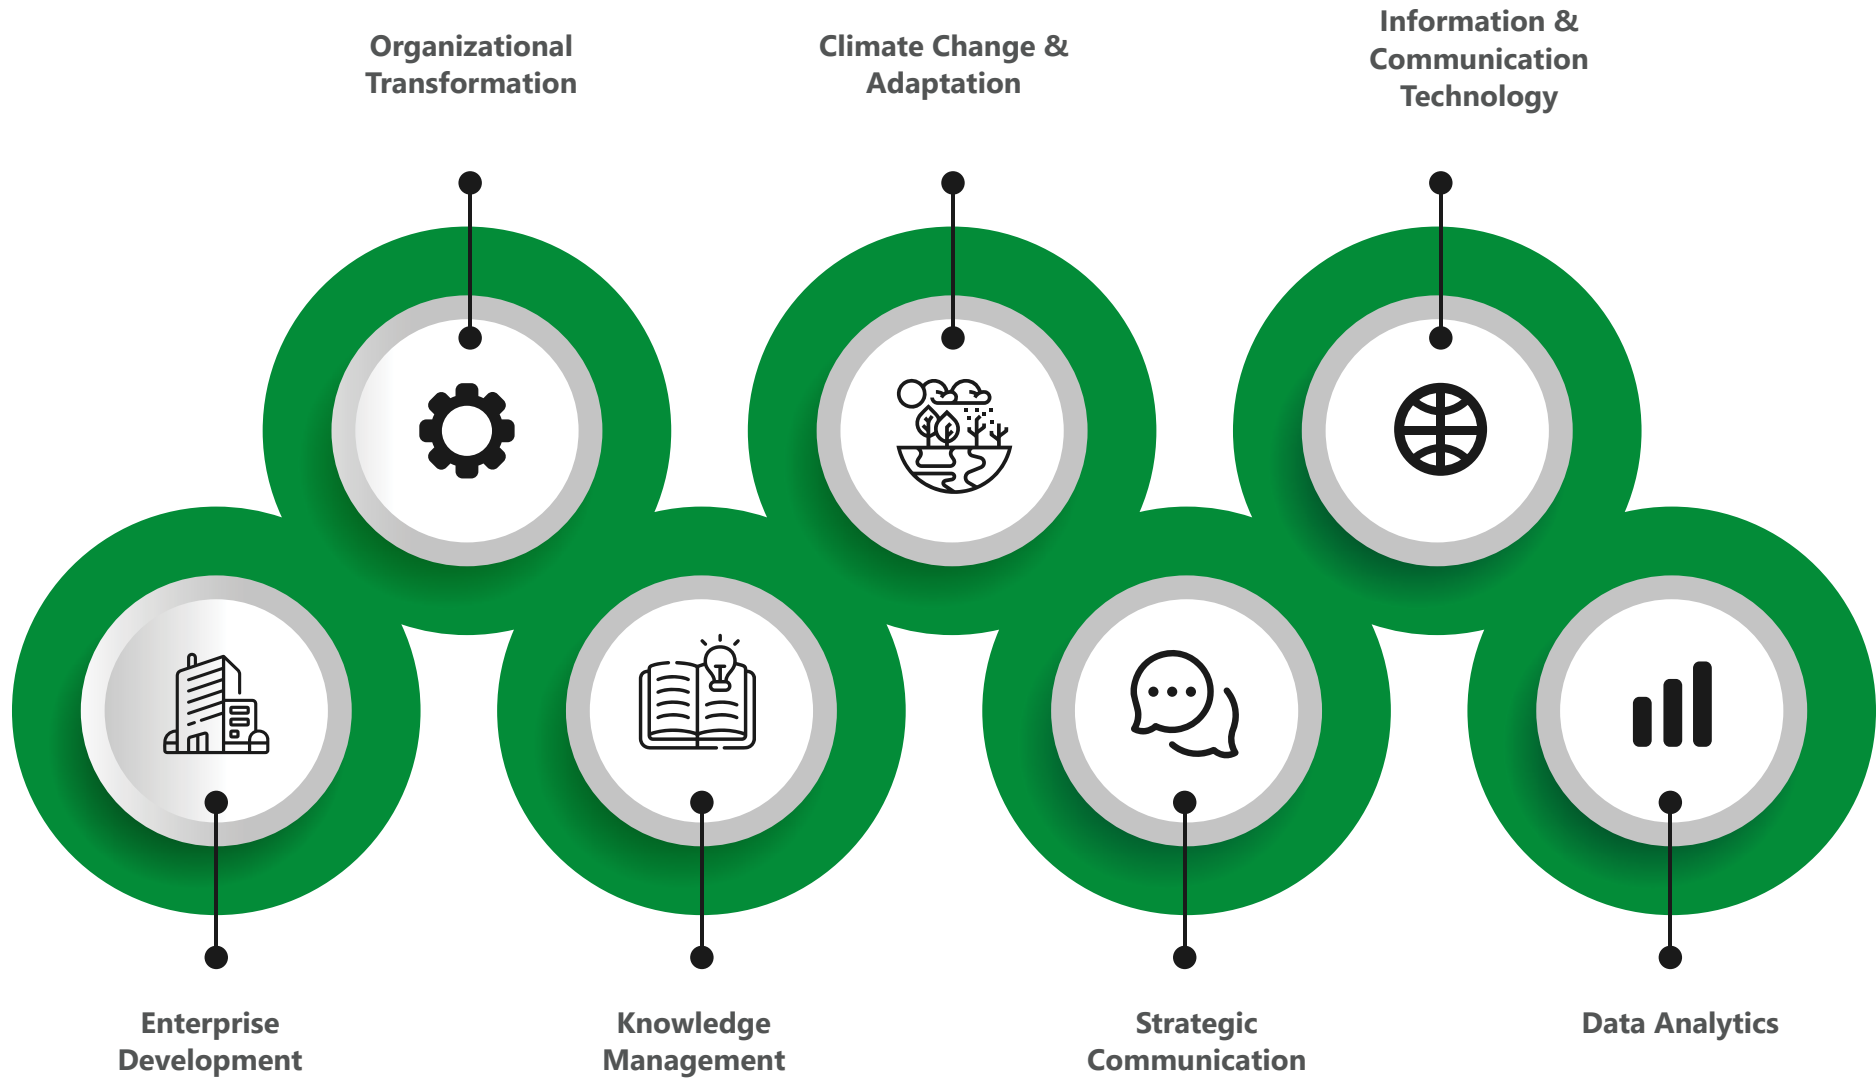 Organizational
Transformation
Climate Change &
Adaptation
Information &
Communication
Technology
Enterprise
Development
Knowledge
Management
Strategic
Communication
Data Analytics